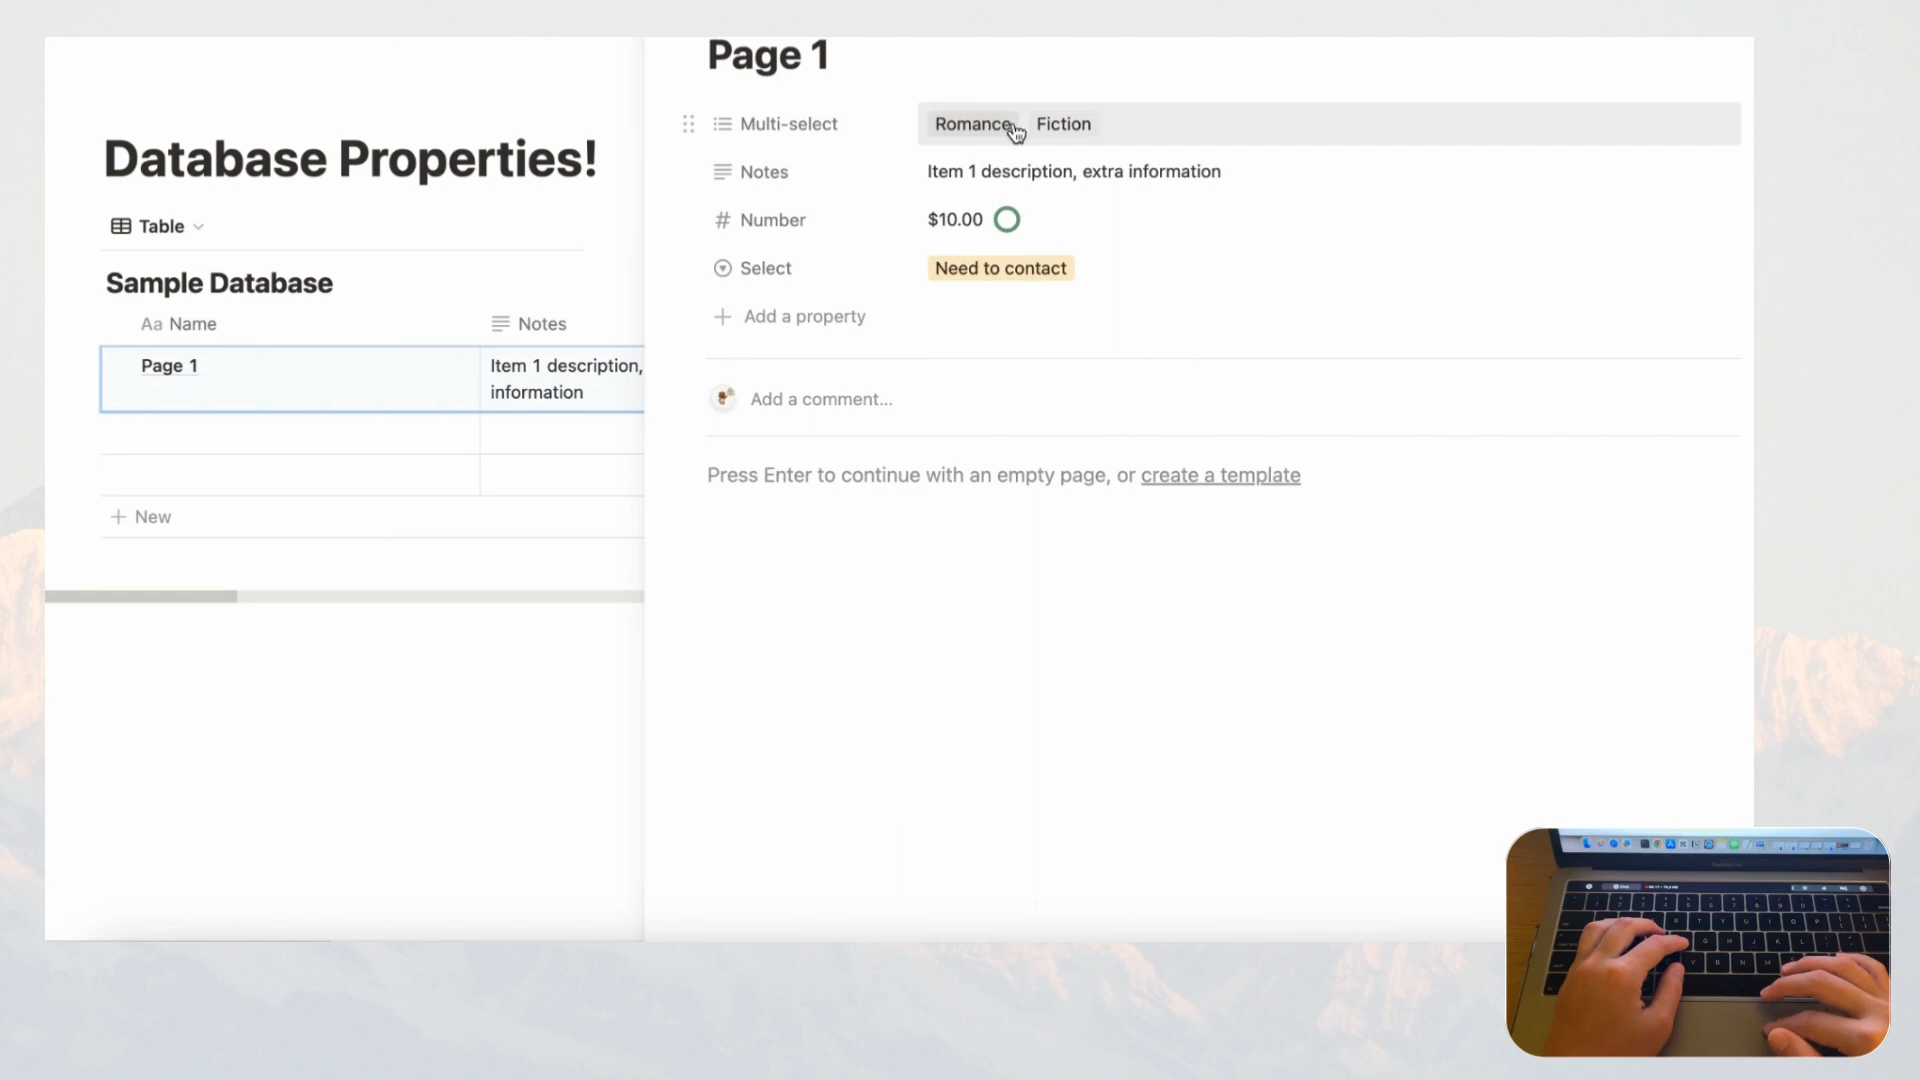 Database Properties!
Table
Sample Database
Aa Name
Notes
Page 1
Item 1 description,
information
New
Page 1
Multi-select
Romance
Fiction
Notes
Item 1 description, extra information
Number
$10.00
Select
Need to contact
Add a property
Add a comment...
Press Enter to continue with an empty page, or create a template